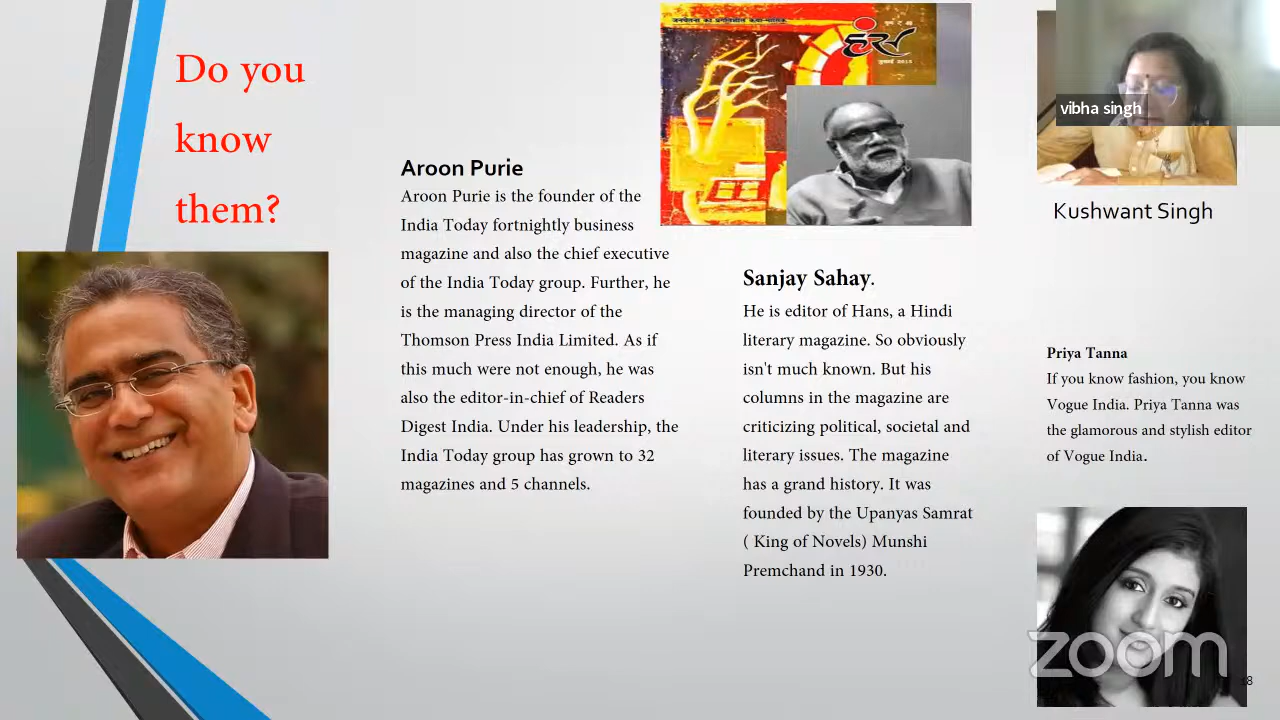 Do you
know
them?
Aroon Purie
Aroon Purie is the founder of the
India Today fortnightly business
magazine and also the chief executive
of the India Today group. Further, he
is the managing director of the
Thomson Press India Limited. As if
this much were not enough, he was
also the editor-in-chief of Readers
Digest India. Under his leadership, the
India Today group has grown to 32
magazines and 5 channels.
हंस
Sanjay Sahay.
He is editor of Hans, a Hindi
literary magazine. So obviously
isn't much known. But his
columns in the magazine are
criticizing political, societal and
literary issues. The magazine
has a grand history. It was
founded by the Upanyas Samrat
( King of Novels) Munshi
Premchand in 1930.
vibha singh
Kushwant Singh
Priya Tanna
If you know fashion, you know
Vogue India. Priya Tanna was
the glamorous and stylish editor
of Vogue India.
zoom
18